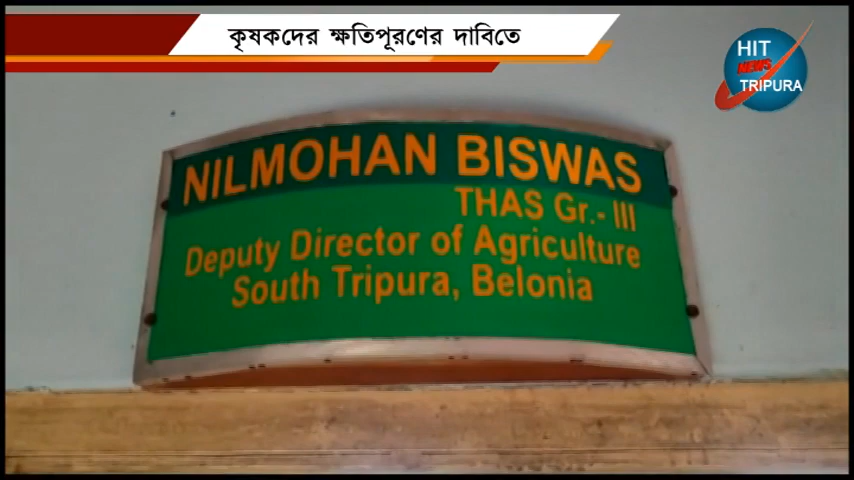 কৃষকদের ক্ষতিপূরণের দাবিতে
HIT
NEWS
TRIPURA
NILMOHAN BISWAS
THAS Gr.- III
Deputy Director of Agriculture
South Tripura, Belonia